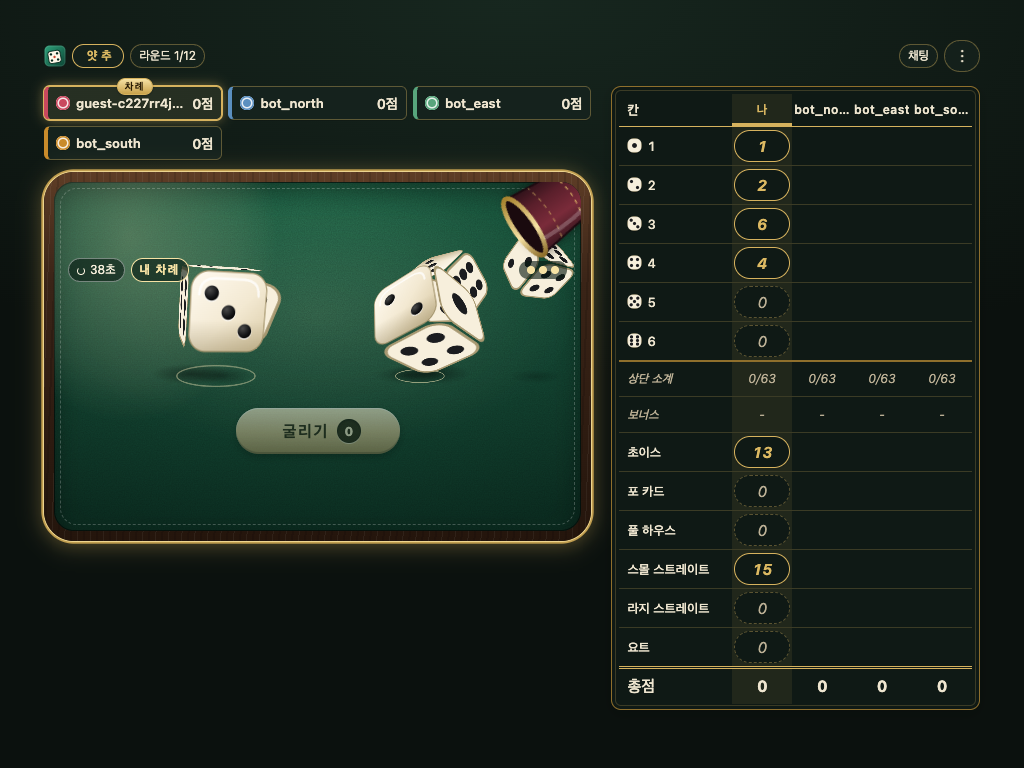 얏 추
라운드 1/12
채팅
차례
guest-c227rr4j... 0점
bot_north 0점
bot_east 0점
bot_south 0점
38초
내 차례
굴리기 0
칸 나 bot_no... bot_east bot_so...
1 1
2 2
3 6
4 4
5 0
6 0
상단 소계 0/63 0/63 0/63 0/63
보너스 - - - -
초이스 13
포 카드 0
풀 하우스 0
스몰 스트레이트 15
라지 스트레이트 0
요트 0
총점 0 0 0 0